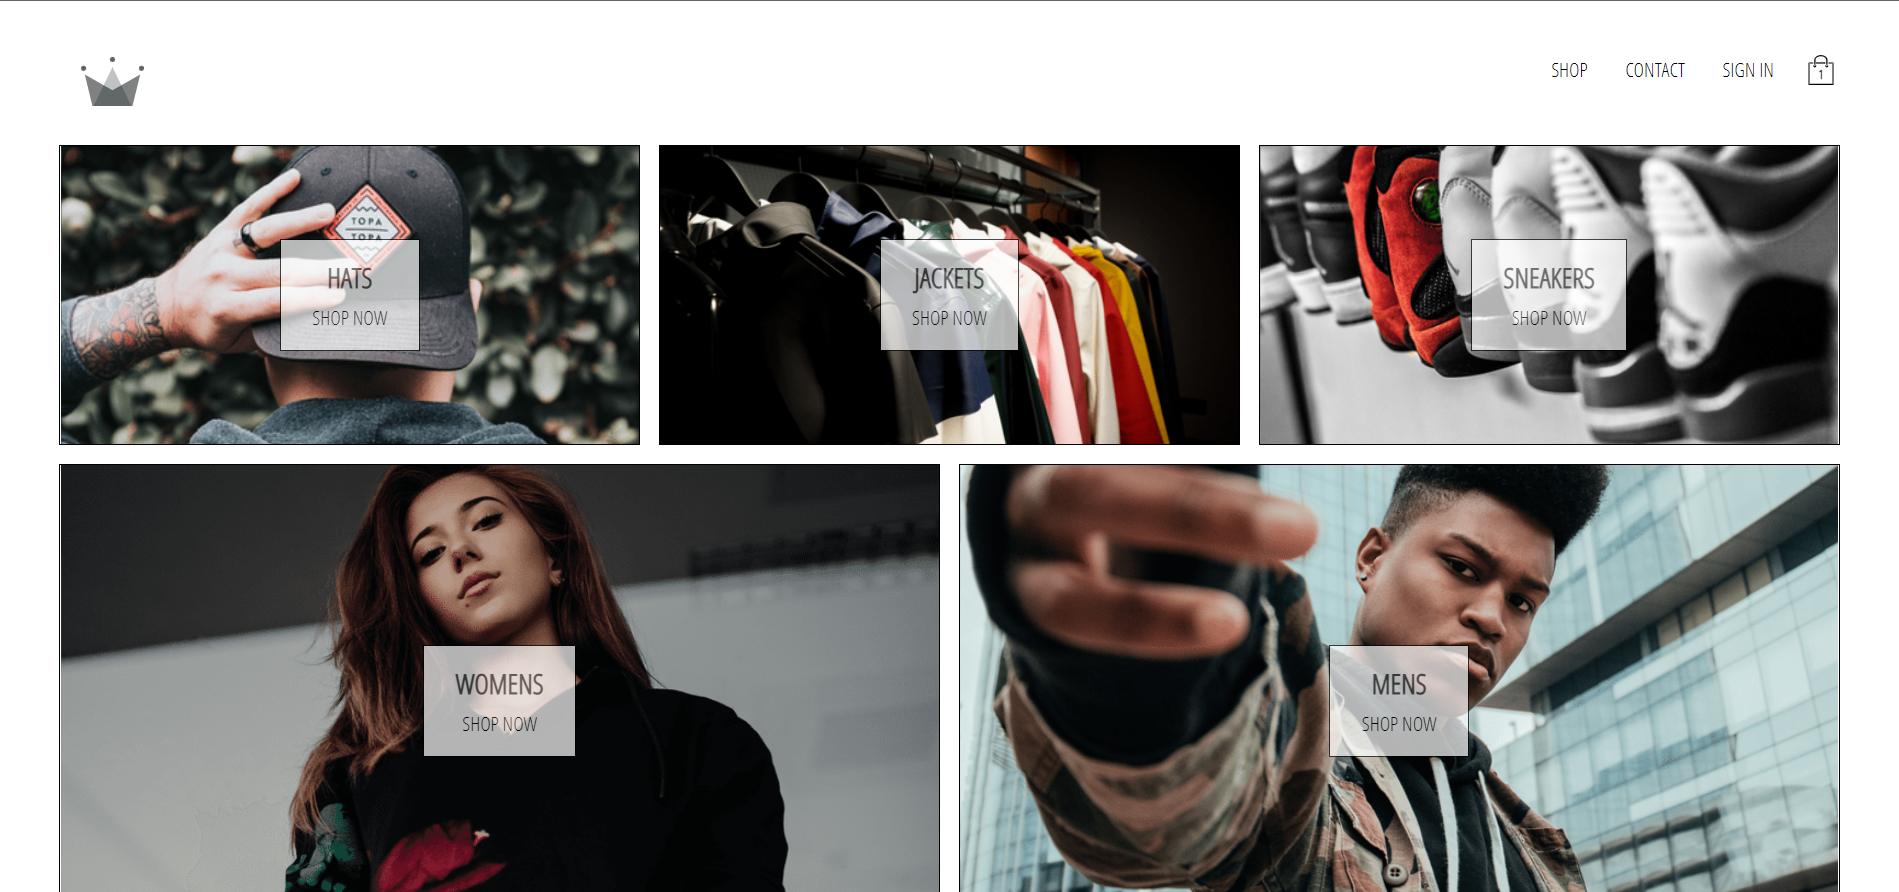 SHOP
CONTACT
SIGN IN
1
TOPA
TOPA
HATS
SHOP NOW
JACKETS
SHOP NOW
SNEAKERS
SHOP NOW
WOMENS
SHOP NOW
MENS
SHOP NOW